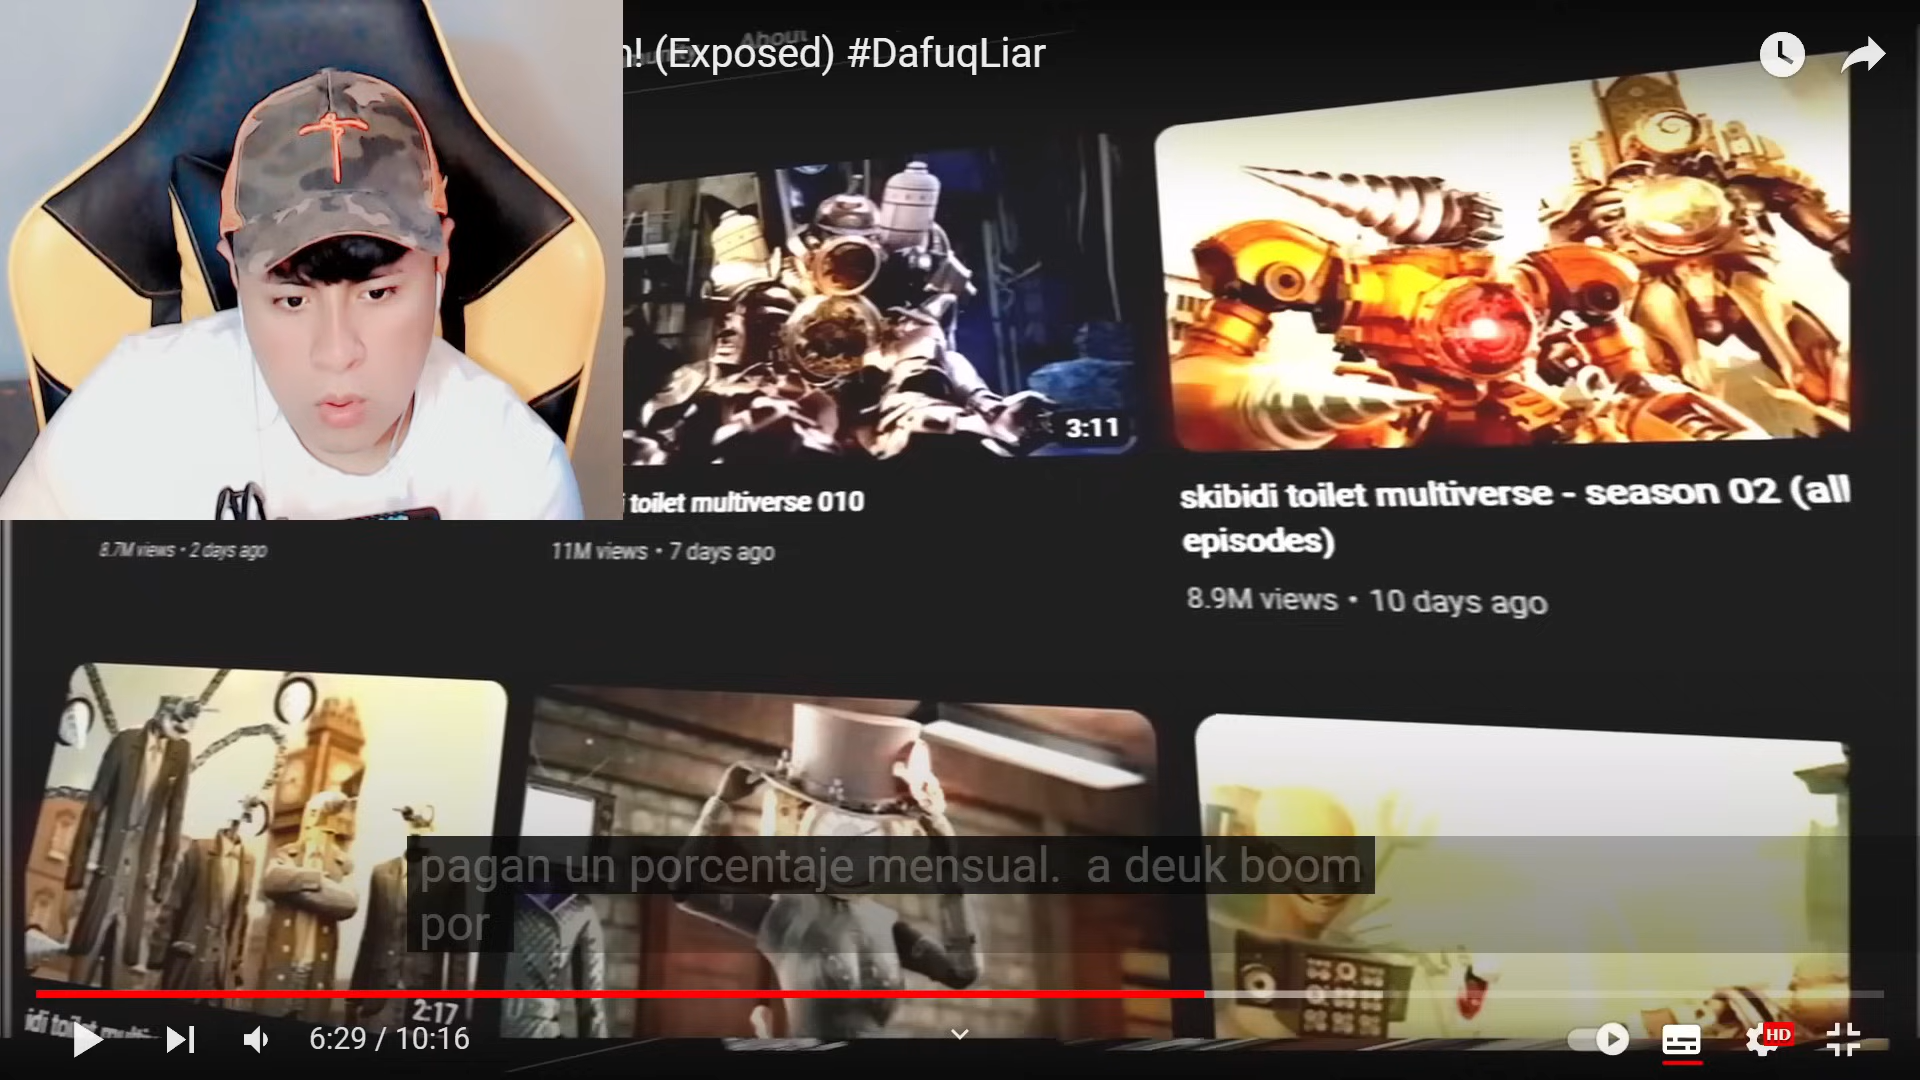 ! (Exposed) #DafuqLiar
About
3:11
toilet multiverse 010
skibidi toilet multiverse - season 02 (all
episodes)
8.7M views • 2 days ago
11M views • 7 days ago
8.9M views • 10 days ago
pagan un porcentaje mensual. a deuk boom
por
2:17
6:29 / 10:16
HD